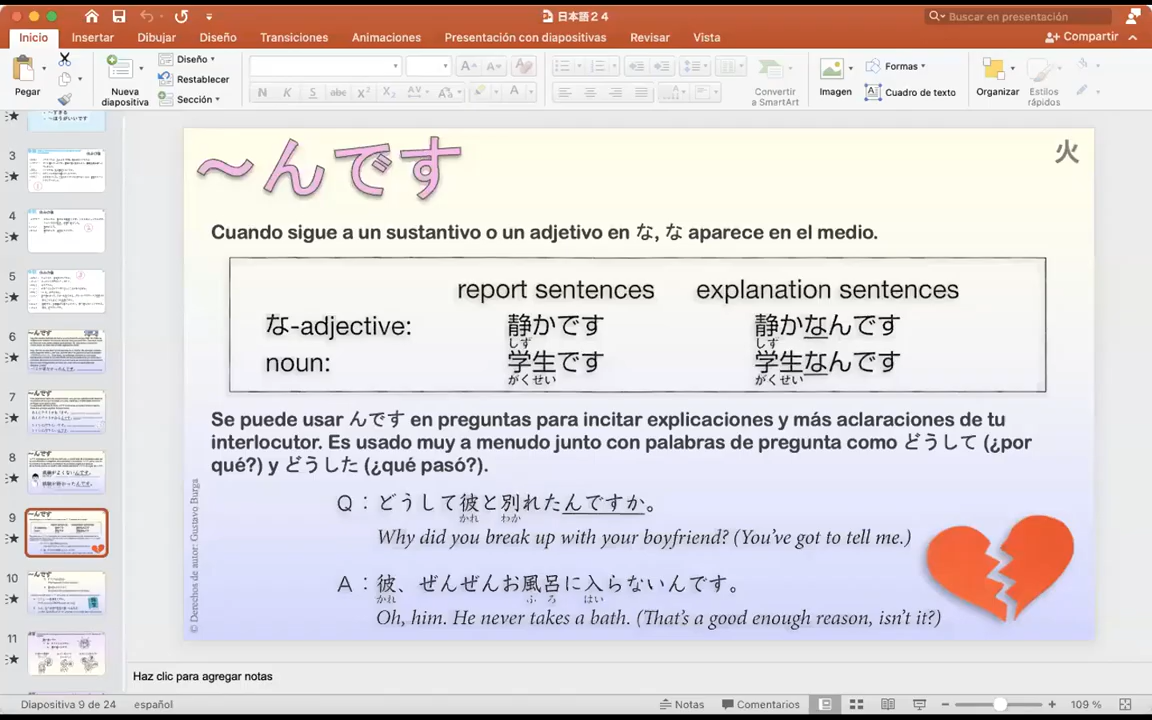 日本語２４
Buscar en presentación
Inicio Insertar Dibujar Diseño Transiciones Animaciones Presentación con diapositivas Revisar Vista Compartir
Pegar
Nueva diapositiva
Diseño
Restablecer
Sección
Convertir a SmartArt
Imagen
Formas
Cuadro de texto
Organizar
Estilos rápidos
3
4
5
6
7
8
9
10
11
〜んです
火
Cuando sigue a un sustantivo o un adjetivo en な, な aparece en el medio.
report sentences explanation sentences
な-adjective: 静かです 静かなんです
しず しず
noun: 学生です 学生なんです
がくせい がくせい
Se puede usar んです en preguntas para incitar explicaciones y más aclaraciones de tu
interlocutor. Es usado muy a menudo junto con palabras de pregunta como どうして (¿por
qué?) y どうした (¿qué pasó?).
Q：どうして彼と別れたんですか。
かれ わか
Why did you break up with your boyfriend? (You've got to tell me.)
A：彼、ぜんぜんお風呂に入らないんです。
かれ ふ ろ はい
Oh, him. He never takes a bath. (That's a good enough reason, isn't it?)
© Derechos de autor: Gustavo Burga
Haz clic para agregar notas
Diapositiva 9 de 24 español Notas Comentarios 109 %